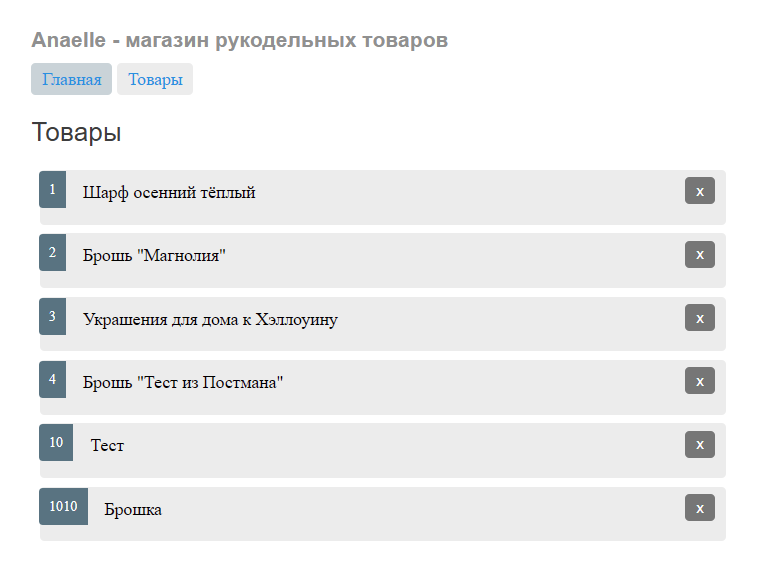 Anaelle - магазин рукодельных товаров
Главная Товары
Товары
1 Шарф осенний тёплый x
2 Брошь "Магнолия" x
3 Украшения для дома к Хэллоуину x
4 Брошь "Тест из Постмана" x
10 Тест x
1010 Брошка x